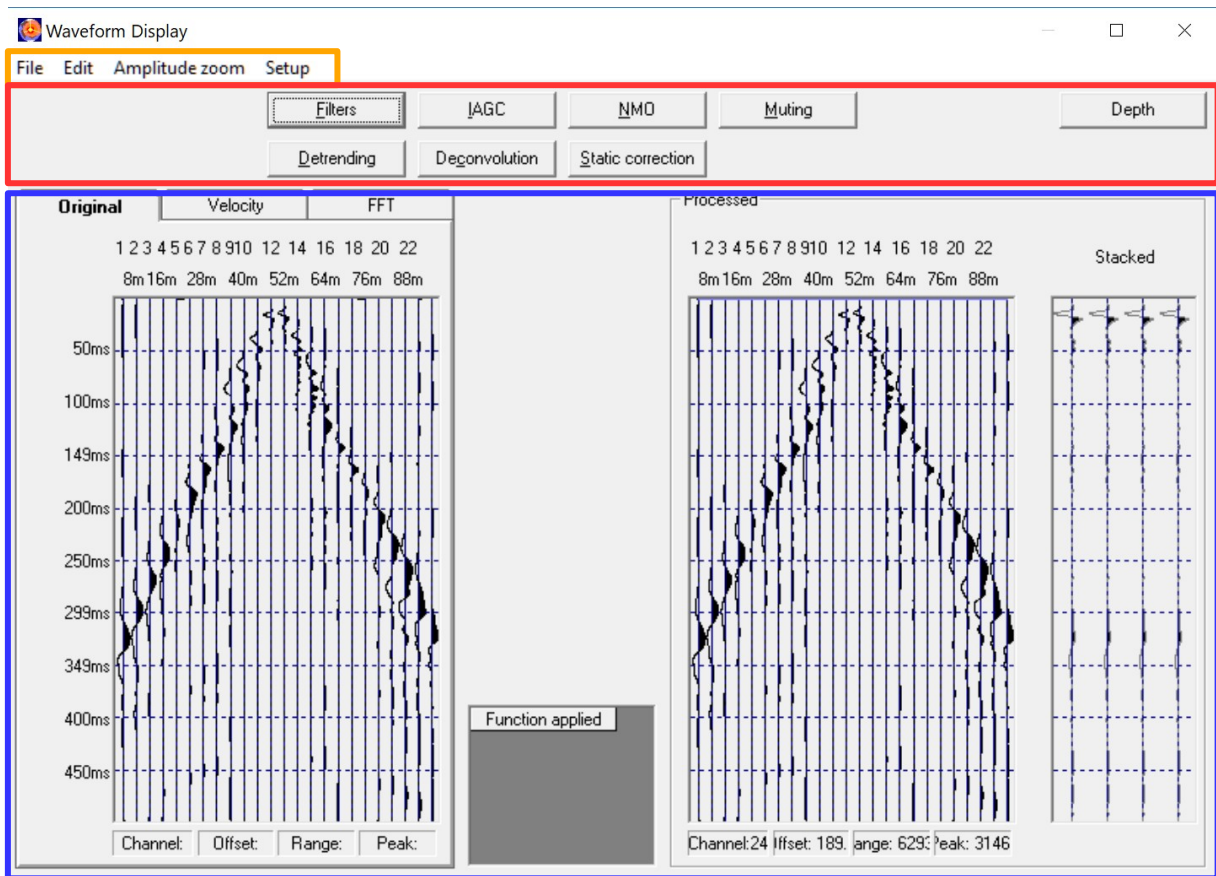 Waveform Display
File Edit Amplitude zoom Setup
Filters IAGC NMO Muting Depth
Detrending Deconvolution Static correction
Original Velocity FFT
1 2 3 4 5 6 7 8 9 10 12 14 16 18 20 22
8m 16m 28m 40m 52m 64m 76m 88m
50ms
100ms
149ms
200ms
250ms
299ms
349ms
400ms
450ms
Channel: Offset: Range: Peak:
Function applied
Processed
1 2 3 4 5 6 7 8 9 10 12 14 16 18 20 22
8m 16m 28m 40m 52m 64m 76m 88m
Stacked
Channel:24 Iffset: 189. ange: 6293 Peak: 3146